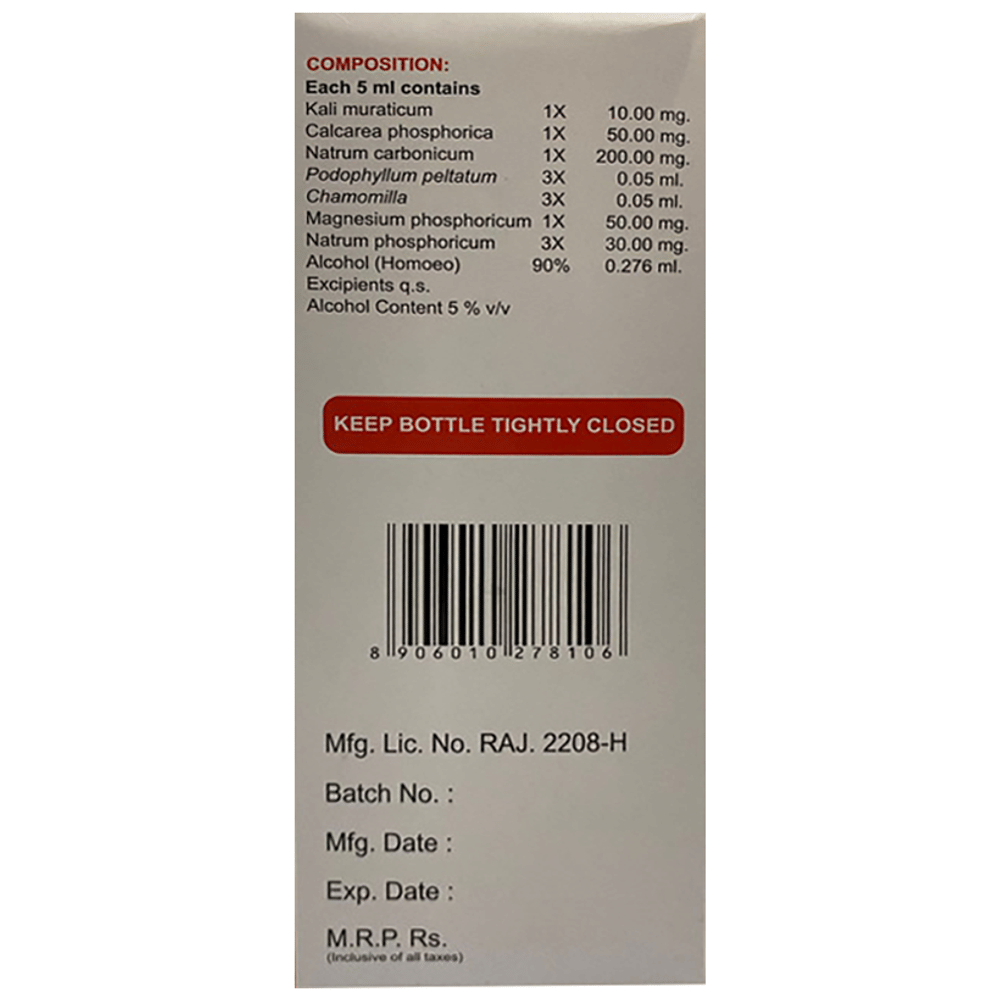 COMPOSITION:
Each 5 ml contains
Kali muraticum 1X 10.00 mg.
Calcarea phosphorica 1X 50.00 mg.
Natrum carbonicum 1X 200.00 mg.
Podophyllum peltatum 3X 0.05 ml.
Chamomilla 3X 0.05 ml.
Magnesium phosphoricum 1X 50.00 mg.
Natrum phosphoricum 3X 30.00 mg.
Alcohol (Homoeo) 90% 0.276 ml.
Excipients q.s.
Alcohol Content 5 % v/v
KEEP BOTTLE TIGHTLY CLOSED
8 906010 278106
Mfg. Lic. No. RAJ. 2208-H
Batch No. :
Mfg. Date :
Exp. Date :
M.R.P. Rs.
(Inclusive of all taxes)